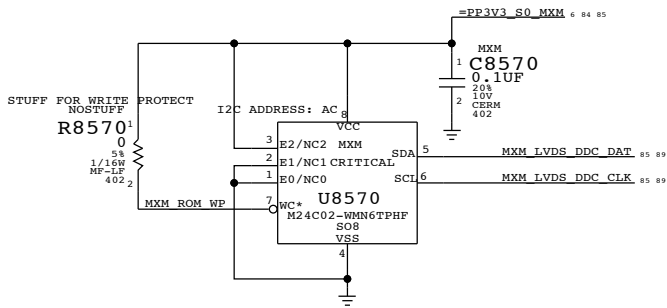 =PP3V3_S0_MXM 6 84 85
MXM
1 C8570
0.1UF
20%
10V
2 CERM
402
STUFF FOR WRITE PROTECT
NOSTUFF
R8570 1
0
5%
1/16W
MF-LF
402 2
I2C ADDRESS: AC
8
VCC
3 E2/NC2 MXM
2 E1/NC1 CRITICAL
1 E0/NC0
SDA 5 MXM_LVDS_DDC_DAT 85 89
SCL 6 MXM_LVDS_DDC_CLK 85 89
U8570
MXM_ROM_WP 7 WC*
M24C02-WMN6TPHF
SO8
VSS
4